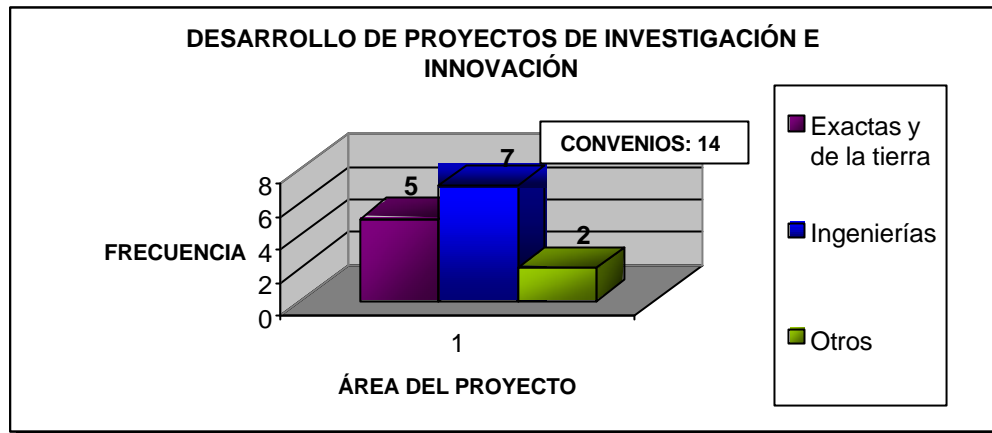 DESARROLLO DE PROYECTOS DE INVESTIGACIÓN E
INNOVACIÓN
CONVENIOS: 14
5
7
2
8
6
4
2
0
FRECUENCIA
1
ÁREA DEL PROYECTO
Exactas y
de la tierra
Ingenierías
Otros